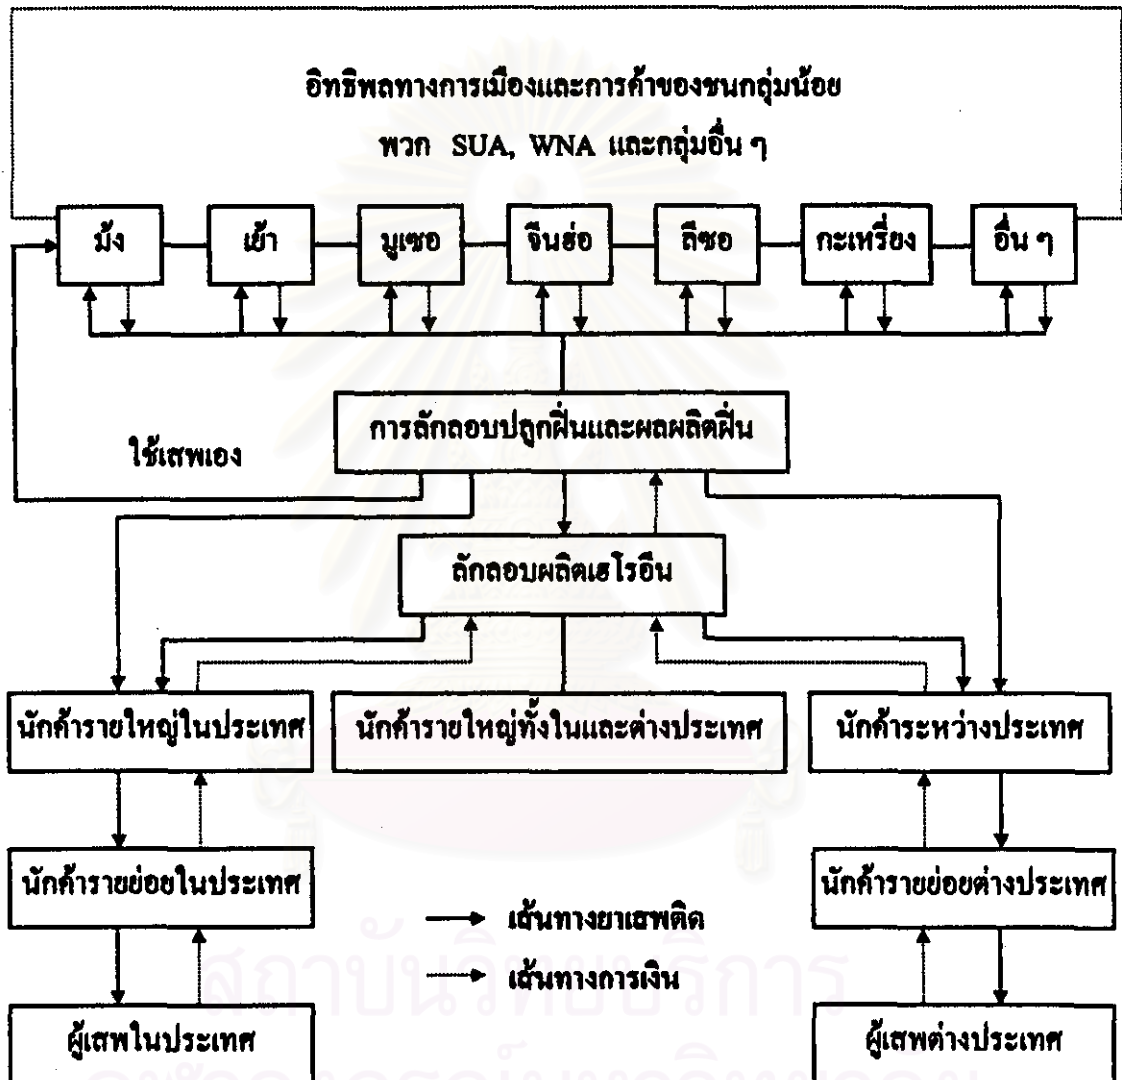 อิทธิพลทางการเมืองและการค้าของชนกลุ่มน้อย
พวก SUA, WNA และกลุ่มอื่น ๆ
ม้ง
เย้า
มูเซอ
จีนฮ่อ
ลีซอ
กะเหรี่ยง
อื่น ๆ
การลักลอบปลูกฝิ่นและผลผลิตฝิ่น
ใช้เสพเอง
ลักลอบผลิตเฮโรอีน
นักค้ารายใหญ่ในประเทศ
นักค้ารายใหญ่ทั้งในและต่างประเทศ
นักค้าระหว่างประเทศ
นักค้ารายย่อยในประเทศ
นักค้ารายย่อยต่างประเทศ
เส้นทางยาเสพติด
เส้นทางการเงิน
สถาบันวิทยบริการ
ผู้เสพในประเทศ
ผู้เสพต่างประเทศ